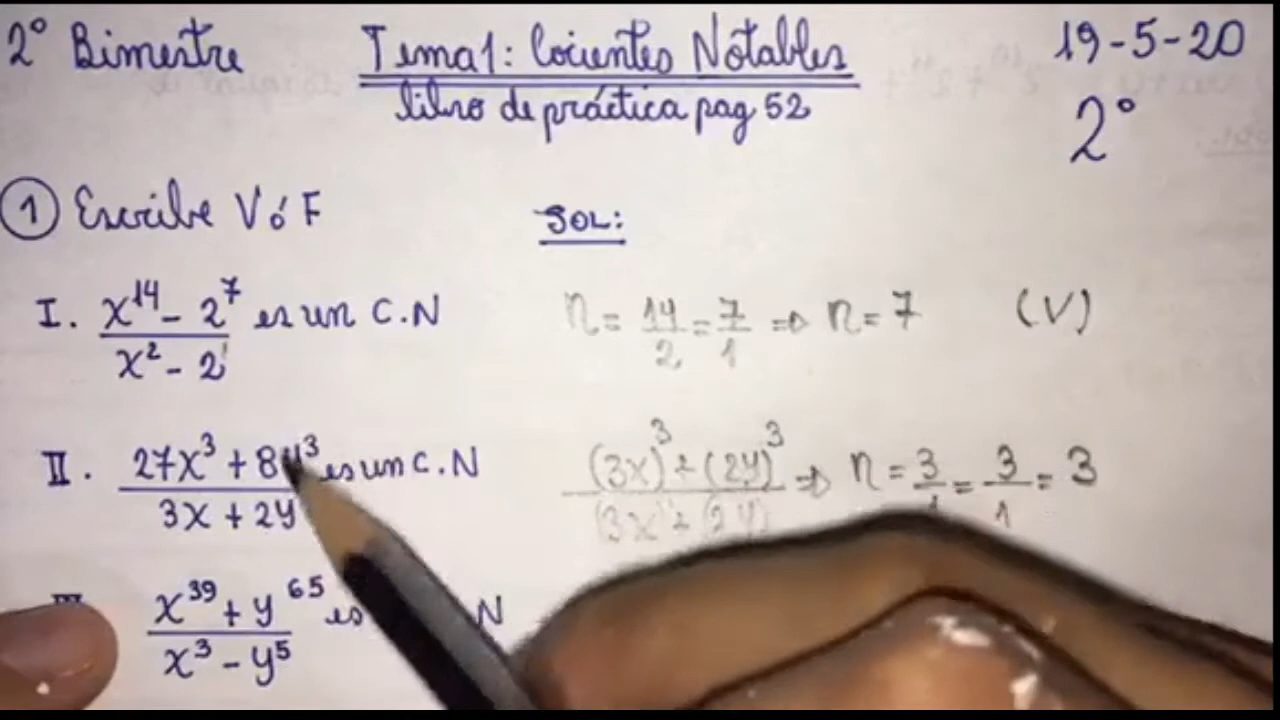 2° Bimestre Tema 1: Cocientes Notables 19-5-20
libro de práctica pag 52 2°
① Escribe V ó F SOL:
I. (x^14 - 2^7)/(x^2 - 2^1) es un C.N n = 14/2 = 7/1 ⇒ n = 7 (V)
II. (27x^3 + 8y^3)/(3x + 2y) es un C.N ((3x)^3 + (2y)^3)/((3x) + (2y)) ⇒ n = 3/1 = 3/1 = 3
(x^39 + y^65)/(x^3 - y^5) es N